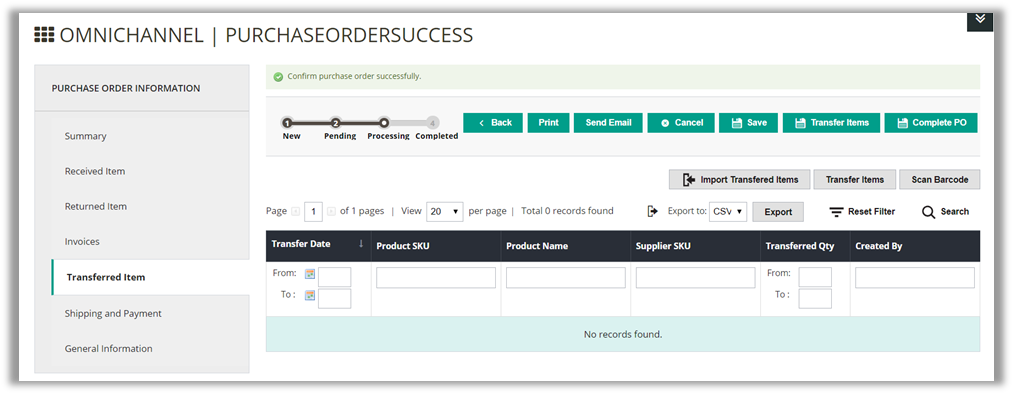 OMNICHANNEL | PURCHASEORDERSUCCESS
PURCHASE ORDER INFORMATION
Summary
Received Item
Returned Item
Invoices
Transferred Item
Shipping and Payment
General Information
Confirm purchase order successfully.
1 2 4
New Pending Processing Completed
Back Print Send Email Cancel Save Transfer Items Complete PO
Import Transfered Items Transfer Items Scan Barcode
Page 1 of 1 pages | View 20 per page | Total 0 records found Export to: CSV Export Reset Filter Search
Transfer Date ↓ Product SKU Product Name Supplier SKU Transferred Qty Created By
From: From:
To : To :
No records found.